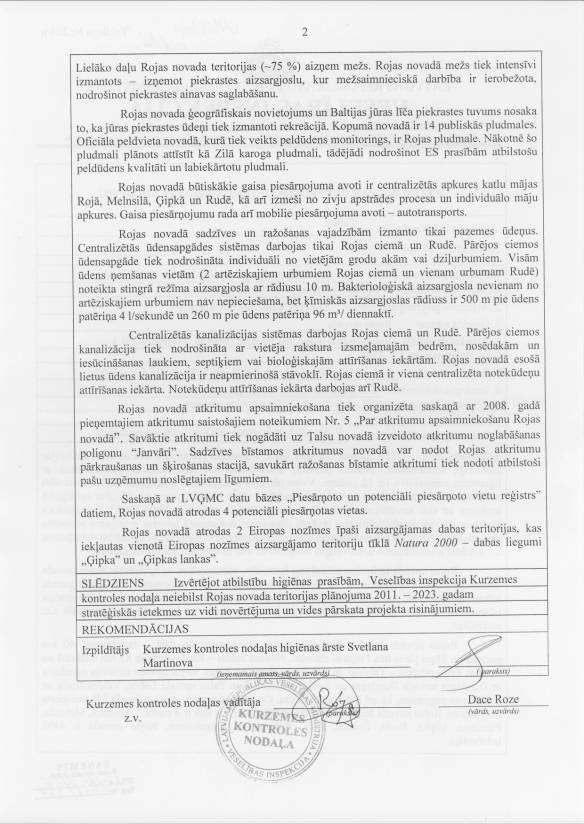 2
Lielāko daļu Rojas novada teritorijas (~75 %) aizņem mežs. Rojas novadā mežs tiek intensīvi
izmantots – izņemot piekrastes aizsargjoslu, kur mežsaimnieciskā darbība ir ierobežota,
nodrošinot piekrastes ainavas saglabāšanu.
Rojas novada ģeogrāfiskais novietojums un Baltijas jūras līča piekrastes tuvums nosaka
to, ka jūras piekrastes ūdeņi tiek izmantoti rekreācijā. Kopumā novadā ir 14 publiskās pludmales.
Oficiāla peldvieta novadā, kurā tiek veikts peldūdens monitorings, ir Rojas pludmale. Nākotnē šo
pludmali plānots attīstīt kā Zilā karoga pludmali, tādējādi nodrošinot ES prasībām atbilstošu
peldūdens kvalitāti un labiekārtotu pludmali.
Rojas novadā būtiskākie gaisa piesārņojuma avoti ir centralizētās apkures katlu mājas
Rojā, Melnsilā, Ģipkā un Rudē, kā arī izmeši no zivju apstrādes procesa un individuālo māju
apkures. Gaisa piesārņojumu rada arī mobilie piesārņojuma avoti – autotransports.
Rojas novadā sadzīves un ražošanas vajadzībām izmanto tikai pazemes ūdeņus.
Centralizētās ūdensapgādes sistēmas darbojas tikai Rojas ciemā un Rudē. Pārējos ciemos
ūdensapgāde tiek nodrošināta individuāli no vietējām grodu akām vai dziļurbumiem. Visām
ūdens ņemšanas vietām (2 artēziskajiem urbumiem Rojas ciemā un vienam urbumam Rudē)
noteikta stingrā režīma aizsargjosla ar rādiusu 10 m. Bakterioloģiskā aizsargjosla nevienom no
artēziskajiem urbumiem nav nepieciešama, bet ķīmiskās aizsargjoslas rādiuss ir 500 m pie ūdens
patēriņa 4 l/sekundē un 260 m pie ūdens patēriņa 96 m³/ diennaktī.
Centralizētās kanalizācijas sistēmas darbojas Rojas ciemā un Rudē. Pārējos ciemos
kanalizācija tiek nodrošināta ar vietēja rakstura izsmeļamajām bedrēm, nosēdakām un
iesūcināšanas laukiem, septiķiem vai bioloģiskajām attīrīšanas iekārtām. Rojas novadā esošā
lietus ūdens kanalizācija ir neapmierinošā stāvoklī. Rojas ciemā ir viena centralizēta notekūdeņu
attīrīšanas iekārta. Notekūdeņu attīrīšanas iekārta darbojas arī Rudē.
Rojas novadā atkritumu apsaimniekošana tiek organizēta saskaņā ar 2008. gadā
pieņemtajiem atkritumu saistošajiem noteikumiem Nr. 5 „Par atkritumu apsaimniekošanu Rojas
novadā”. Savāktie atkritumi tiek nogādāti uz Talsu novadā izveidoto atkritumu noglabāšanas
poligonu “Janvāri”. Sadzīves bīstamos atkritumus novadā var nodot Rojas atkritumu
pārkraušanas un šķirošanas stacijā, savukārt ražošanas bīstamie atkritumi tiek nodoti atbilstoši
pašu uzņēmumu noslēgtajiem līgumiem.
Saskaņā ar LVĢMC datu bāzes „Piesārņoto un potenciāli piesārņoto vietu reģistrs”
datiem, Rojas novadā atrodas 4 potenciāli piesārņotas vietas.
Rojas novadā atrodas 2 Eiropas nozīmes īpaši aizsargājamas dabas teritorijas, kas
iekļautas vienotā Eiropas nozīmes aizsargājamo teritoriju tīklā Natura 2000 – dabas liegumi
„Ģipka” un „Ģipkas lankas”.
SLĒDZIENS Izvērtējot atbilstību higiēnas prasībām, Veselības inspekcija Kurzemes
kontroles nodaļa neiebilst Rojas novada teritorijas plānojuma 2011. – 2023. gadam
stratēģiskās ietekmes uz vidi novērtējuma un vides pārskata projekta risinājumiem.
REKOMENDĀCIJAS
Izpildītājs Kurzemes kontroles nodaļas higiēnas ārste Svetlana
Martinova
(ieņemamais amats, vārds, uzvārds) (paraksts)
Kurzemes kontroles nodaļas vadītāja Dace Roze
z.v. (paraksts) (vārds, uzvārds)
KURZEMES
KONTROLES
NODAĻA
VESELĪBAS INSPEKCIJA